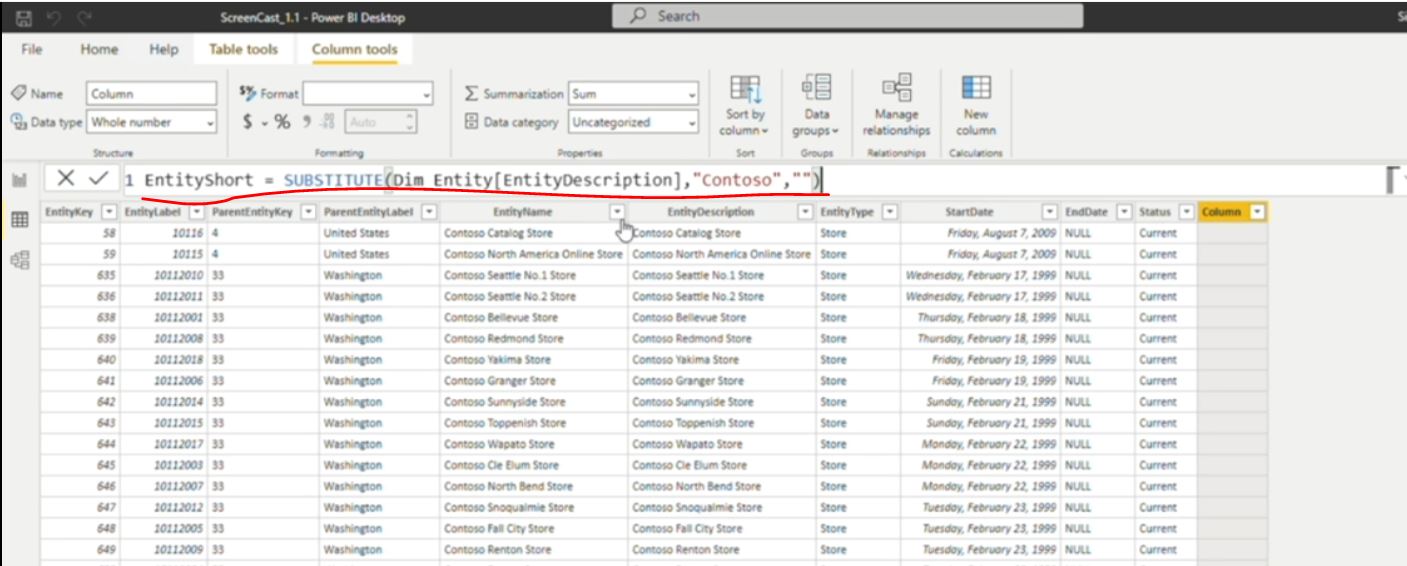 ScreenCast_1.1 - Power BI Desktop
Search
File Home Help Table tools Column tools
Name Column
Data type Whole number
Structure
$% Format
$ % 9 Auto
Formatting
Summarization Sum
Data category Uncategorized
Properties
Sort by column
Sort
Data groups
Groups
Manage relationships
Relationships
New column
Calculations
1 EntityShort = SUBSTITUTE(Dim Entity[EntityDescription],"Contoso","")
EntityKey EntityLabel ParentEntityKey ParentEntityLabel EntityName EntityDescription EntityType StartDate EndDate Status Column
58 10116 4 United States Contoso Catalog Store Contoso Catalog Store Store Friday, August 7, 2009 NULL Current
59 10115 4 United States Contoso North America Online Store Contoso North America Online Store Store Friday, August 7, 2009 NULL Current
635 10112010 33 Washington Contoso Seattle No.1 Store Contoso Seattle No.1 Store Store Wednesday, February 17, 1999 NULL Current
636 10112011 33 Washington Contoso Seattle No.2 Store Contoso Seattle No.2 Store Store Wednesday, February 17, 1999 NULL Current
638 10112001 33 Washington Contoso Bellevue Store Contoso Bellevue Store Store Thursday, February 18, 1999 NULL Current
639 10112008 33 Washington Contoso Redmond Store Contoso Redmond Store Store Thursday, February 18, 1999 NULL Current
640 10112018 33 Washington Contoso Yakima Store Contoso Yakima Store Store Friday, February 19, 1999 NULL Current
641 10112006 33 Washington Contoso Granger Store Contoso Granger Store Store Friday, February 19, 1999 NULL Current
642 10112014 33 Washington Contoso Sunnyside Store Contoso Sunnyside Store Store Sunday, February 21, 1999 NULL Current
643 10112015 33 Washington Contoso Toppenish Store Contoso Toppenish Store Store Sunday, February 21, 1999 NULL Current
644 10112017 33 Washington Contoso Wapato Store Contoso Wapato Store Store Monday, February 22, 1999 NULL Current
645 10112003 33 Washington Contoso Cle Elum Store Contoso Cle Elum Store Store Monday, February 22, 1999 NULL Current
646 10112007 33 Washington Contoso North Bend Store Contoso North Bend Store Store Monday, February 22, 1999 NULL Current
647 10112012 33 Washington Contoso Snoqualmie Store Contoso Snoqualmie Store Store Tuesday, February 23, 1999 NULL Current
648 10112005 33 Washington Contoso Fall City Store Contoso Fall City Store Store Tuesday, February 23, 1999 NULL Current
649 10112009 33 Washington Contoso Renton Store Contoso Renton Store Store Tuesday, February 23, 1999 NULL Current